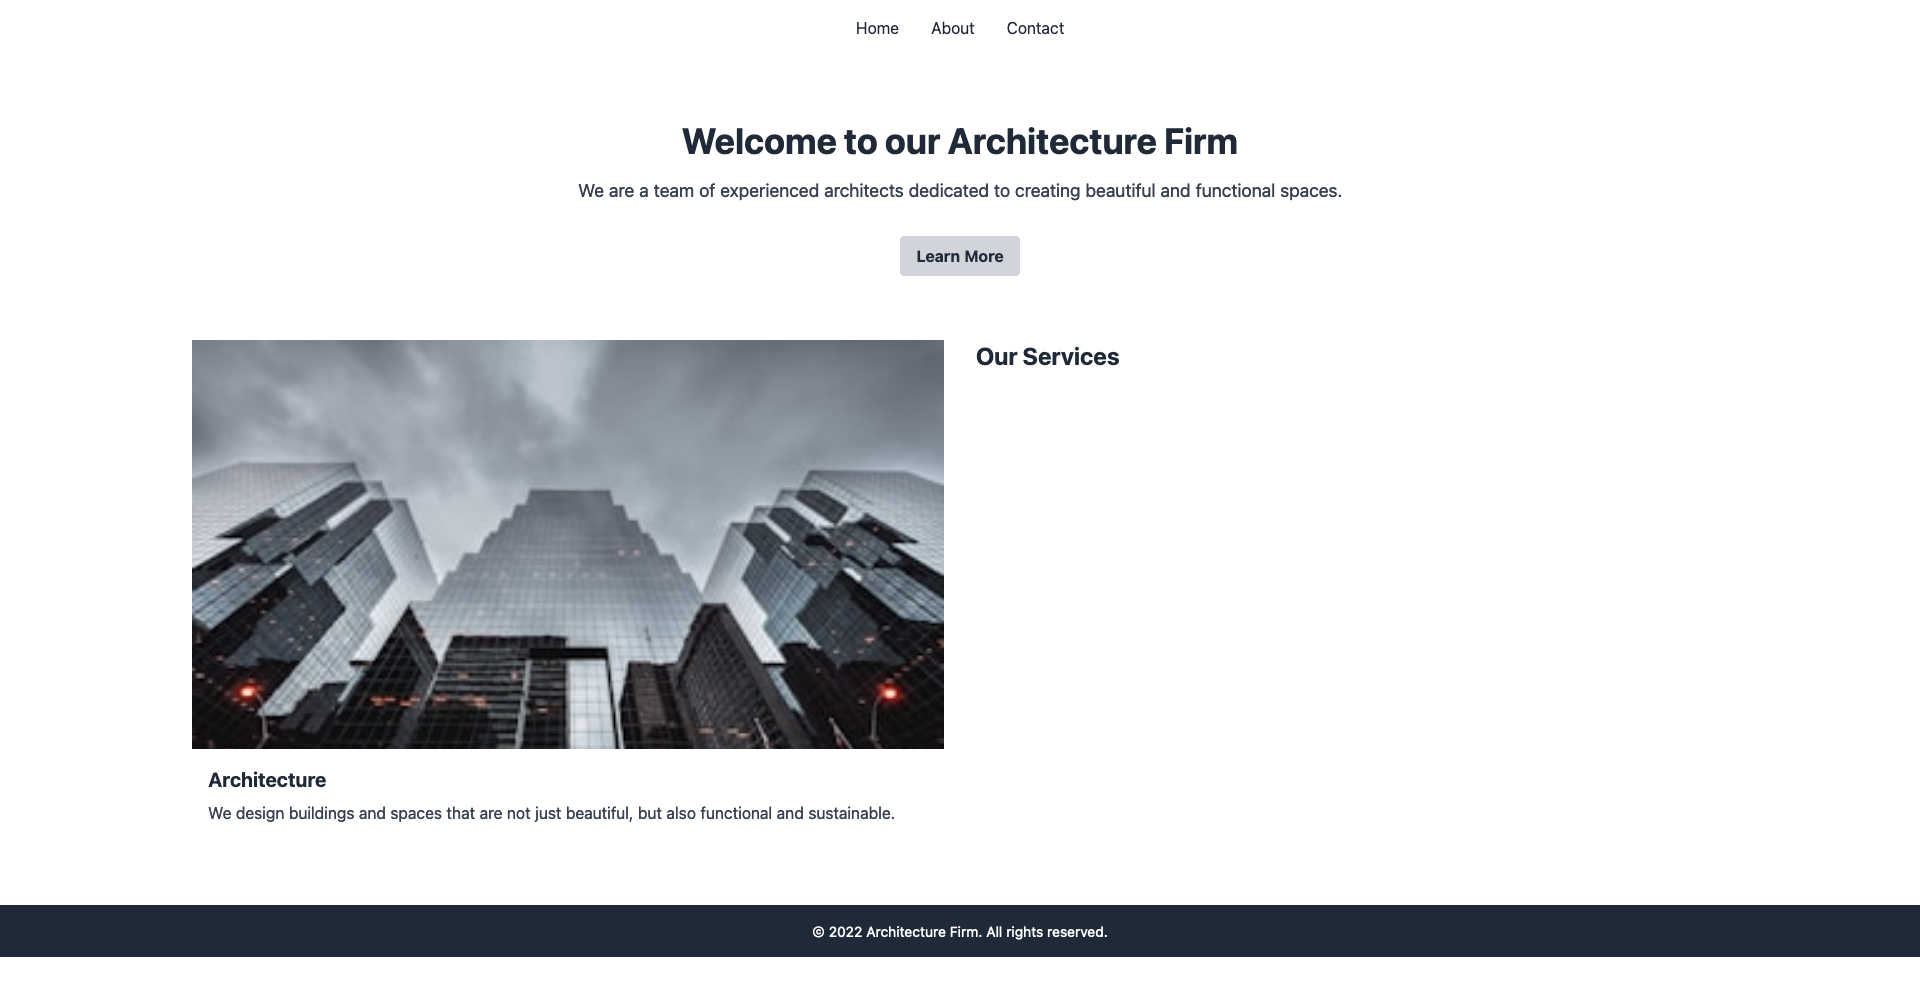 Home About Contact
Welcome to our Architecture Firm
We are a team of experienced architects dedicated to creating beautiful and functional spaces.
Learn More
Our Services
Architecture
We design buildings and spaces that are not just beautiful, but also functional and sustainable.
© 2022 Architecture Firm. All rights reserved.